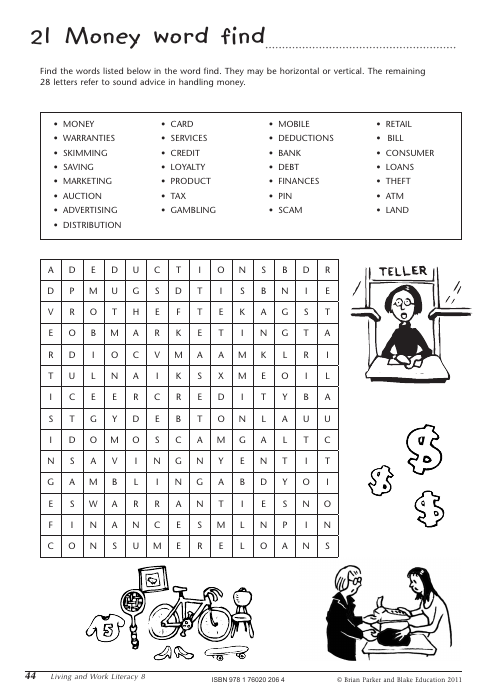 21 Money word find
Find the words listed below in the word find. They may be horizontal or vertical. The remaining
28 letters refer to sound advice in handling money.
• MONEY • CARD • MOBILE • RETAIL
• WARRANTIES • SERVICES • DEDUCTIONS • BILL
• SKIMMING • CREDIT • BANK • CONSUMER
• SAVING • LOYALTY • DEBT • LOANS
• MARKETING • PRODUCT • FINANCES • THEFT
• AUCTION • TAX • PIN • ATM
• ADVERTISING • GAMBLING • SCAM • LAND
• DISTRIBUTION
A D E D U C T I O N S B D R
D P M U G S D T I S B N I E
V R O T H E F T E K A G S T
E O B M A R K E T I N G T A
R D I O C V M A A M K L R I
T U L N A I K S X M E O I L
I C E E R C R E D I T Y B A
S T G Y D E B T O N L A U U
I D O M O S C A M G A L T C
N S A V I N G N Y E N T I T
G A M B L I N G A B D Y O I
E S W A R R A N T I E S N O
F I N A N C E S M L N P I N
C O N S U M E R E L O A N S
TELLER
$
$
$
5
44 Living and Work Literacy 8
ISBN 978 1 76020 206 4
© Brian Parker and Blake Education 2011